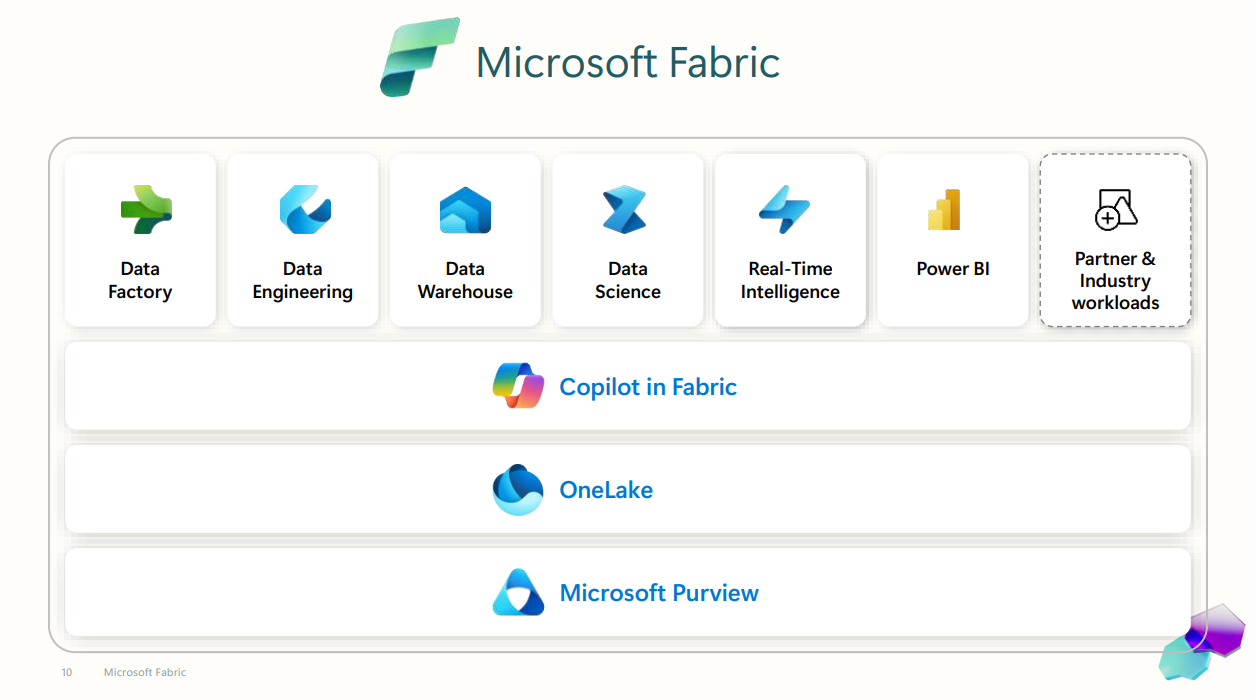 Microsoft Fabric
Data
Factory
Data
Engineering
Data
Warehouse
Data
Science
Real-Time
Intelligence
Power BI
Partner &
Industry
workloads
Copilot in Fabric
OneLake
Microsoft Purview
10
Microsoft Fabric